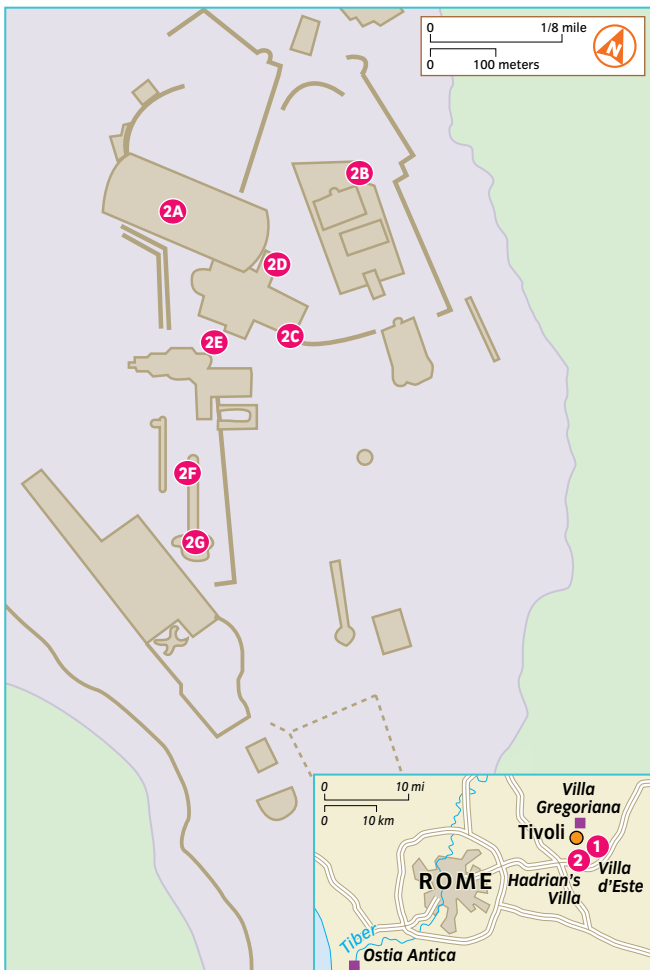 0 1/8 mile
0 100 meters
N
2A
2B
2D
2C
2E
2F
2G
0 10 mi
0 10 km
Villa
Gregoriana
Tivoli
1
2
ROME
Hadrian's
Villa
Villa
d'Este
Tiber
Ostia Antica